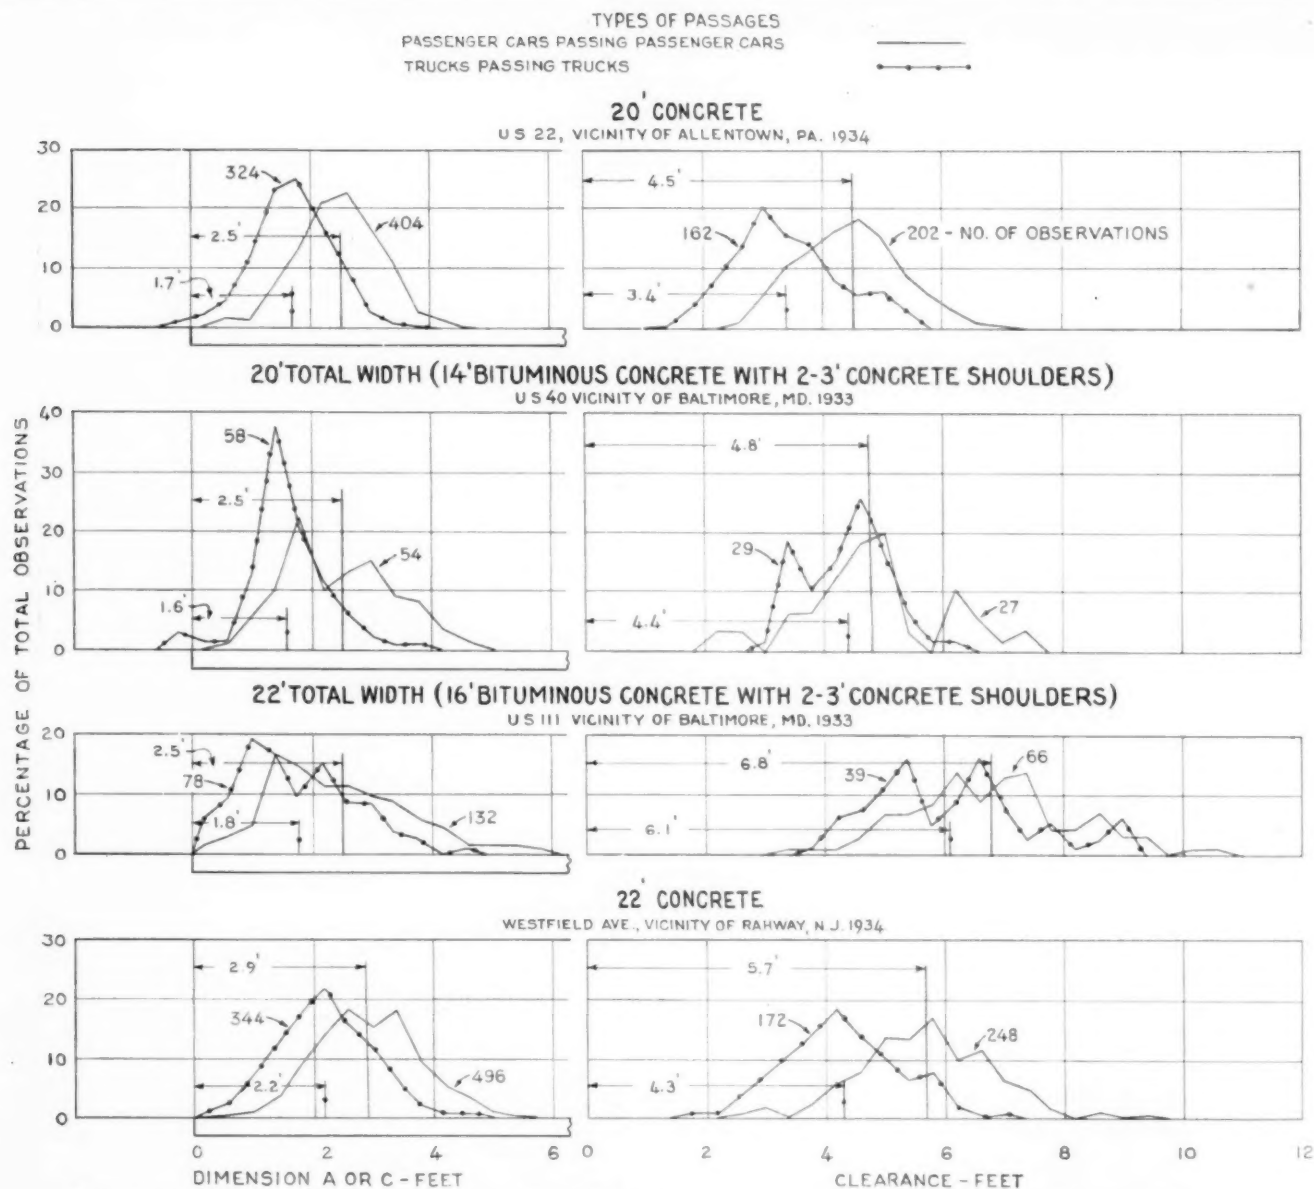 TYPES OF PASSAGES
PASSENGER CARS PASSING PASSENGER CARS
TRUCKS PASSING TRUCKS
20' CONCRETE
US 22, VICINITY OF ALLENTOWN, PA. 1934
30
20
10
0
324
404
2.5'
1.7'
4.5'
162
202 - NO. OF OBSERVATIONS
3.4'
20' TOTAL WIDTH (14' BITUMINOUS CONCRETE WITH 2-3' CONCRETE SHOULDERS)
US 40 VICINITY OF BALTIMORE, MD. 1933
PERCENTAGE OF TOTAL OBSERVATIONS
40
30
20
10
0
58
2.5'
54
1.6'
4.8'
29
27
4.4'
22' TOTAL WIDTH (16' BITUMINOUS CONCRETE WITH 2-3' CONCRETE SHOULDERS)
US 111 VICINITY OF BALTIMORE, MD. 1933
20
10
0
2.5'
78
1.8'
132
6.8'
39
66
6.1'
22' CONCRETE
WESTFIELD AVE., VICINITY OF RAHWAY, N.J. 1934
30
20
10
0
2.9'
344
2.2'
496
5.7'
172
248
4.3'
0 2 4 6
0 2 4 6 8 10 12
DIMENSION A OR C - FEET
CLEARANCE - FEET